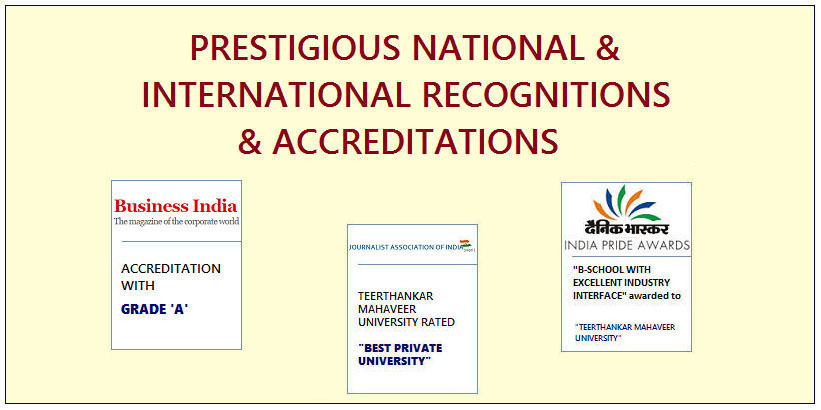 PRESTIGIOUS NATIONAL &
INTERNATIONAL RECOGNITIONS
& ACCREDITATIONS
Business India
The magazine of the corporate world
ACCREDITATION
WITH
GRADE 'A'
JOURNALIST ASSOCIATION OF INDIA
TEERTHANKAR
MAHAVEER
UNIVERSITY RATED
"BEST PRIVATE
UNIVERSITY"
दैनिक भास्कर
INDIA PRIDE AWARDS
"B-SCHOOL WITH
EXCELLENT INDUSTRY
INTERFACE" awarded to
"TEERTHANKAR MAHAVEER
UNIVERSITY"